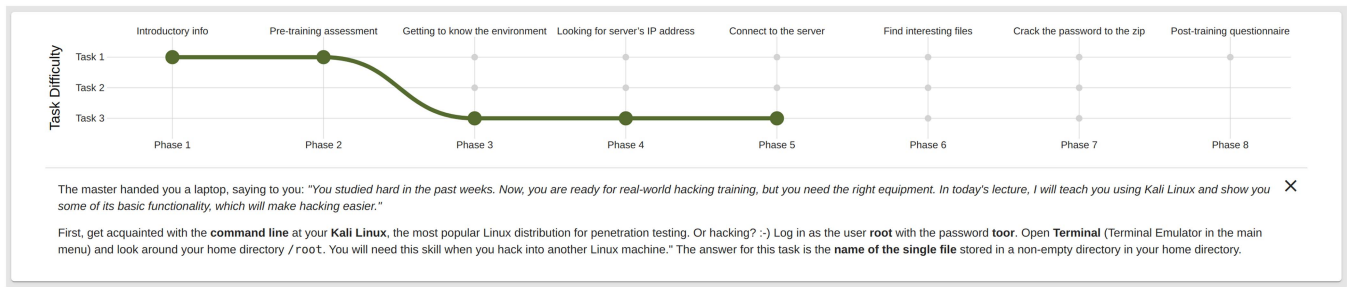 Introductory info
Pre-training assessment
Getting to know the environment
Looking for server's IP address
Connect to the server
Find interesting files
Crack the password to the zip
Post-training questionnaire
Task Difficulty
Task 1
Task 2
Task 3
Phase 1
Phase 2
Phase 3
Phase 4
Phase 5
Phase 6
Phase 7
Phase 8
The master handed you a laptop, saying to you: "You studied hard in the past weeks. Now, you are ready for real-world hacking training, but you need the right equipment. In today's lecture, I will teach you using Kali Linux and show you
some of its basic functionality, which will make hacking easier."
First, get acquainted with the command line at your Kali Linux, the most popular Linux distribution for penetration testing. Or hacking? :-) Log in as the user root with the password toor. Open Terminal (Terminal Emulator in the main
menu) and look around your home directory /root. You will need this skill when you hack into another Linux machine." The answer for this task is the name of the single file stored in a non-empty directory in your home directory.